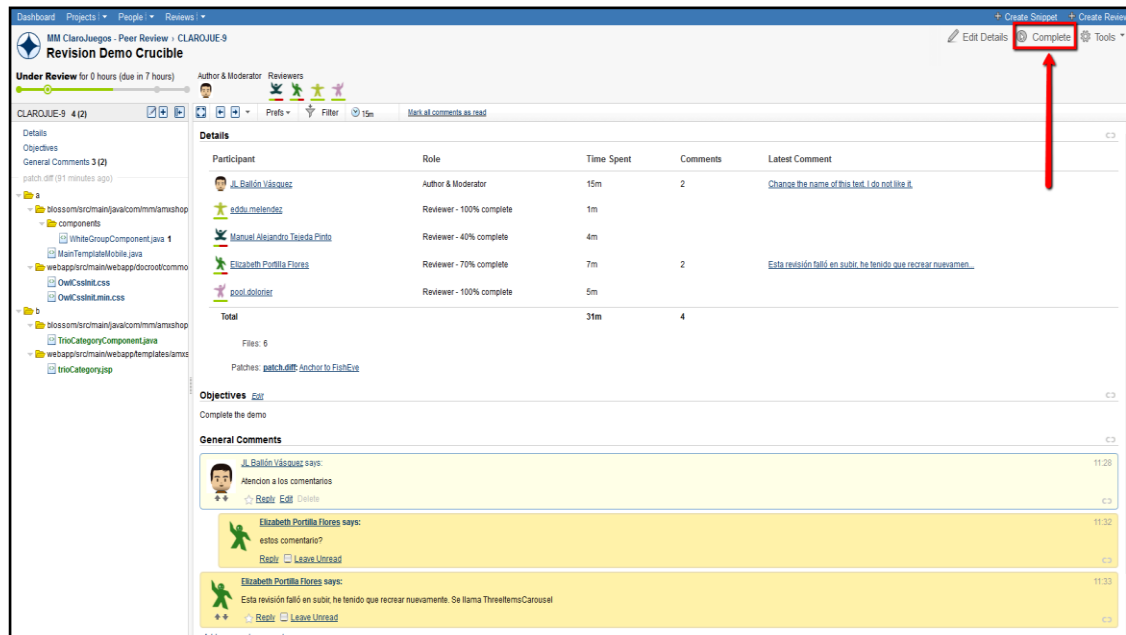 Dashboard Projects People Reviews
+ Create Snippet + Create Review
MM ClaroJuegos - Peer Review › CLAROJUE-9
Revision Demo Crucible
Edit Details Complete Tools
Under Review for 0 hours (due in 7 hours)
Author & Moderator Reviewers
CLAROJUE-9 4 (2)
Prefs Filter 15m Mark all comments as read
Details
Objectives
General Comments 3 (2)
patch.diff (91 minutes ago)
a
blossom/src/main/java/com/mm/amxshop
components
WhiteGroupComponent.java 1
MainTemplateMobile.java
webapp/src/main/webapp/docroot/commo
OwlCssInit.css
OwlCssInit.min.css
b
blossom/src/main/java/com/mm/amxshop
TrioCategoryComponent.java
webapp/src/main/webapp/templates/amxs
trioCategory.jsp
Details
Participant Role Time Spent Comments Latest Comment
JL Ballón Vásquez Author & Moderator 15m 2 Change the name of this text. I do not like it.
eddu.melendez Reviewer - 100% complete 1m
Manuel Alejandro Tejeda Pinto Reviewer - 40% complete 4m
Elizabeth Portilla Flores Reviewer - 70% complete 7m 2 Esta revisión falló en subir, he tenido que recrear nuevamen...
pool.dolorier Reviewer - 100% complete 5m
Total 31m 4
Files: 6
Patches: patch.diff: Anchor to FishEye
Objectives Edit
Complete the demo
General Comments
JL Ballón Vásquez says: 11:28
Atencion a los comentarios
Reply Edit Delete
Elizabeth Portilla Flores says: 11:32
estos comentario?
Reply Leave Unread
Elizabeth Portilla Flores says: 11:33
Esta revisión falló en subir, he tenido que recrear nuevamente. Se llama ThreeItemsCarousel
Reply Leave Unread